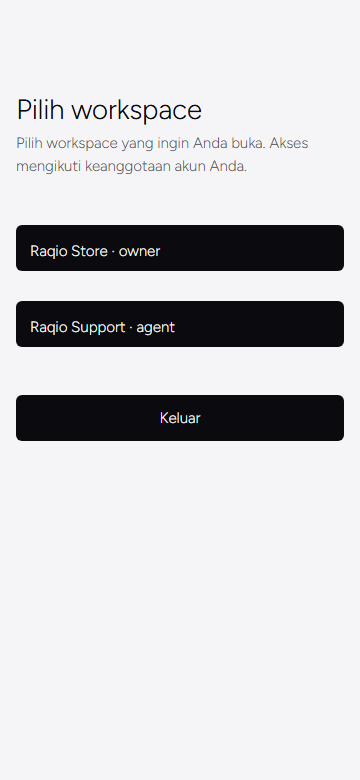 Pilih workspace
Pilih workspace yang ingin Anda buka. Akses
mengikuti keanggotaan akun Anda.
Raqio Store · owner
Raqio Support · agent
Keluar